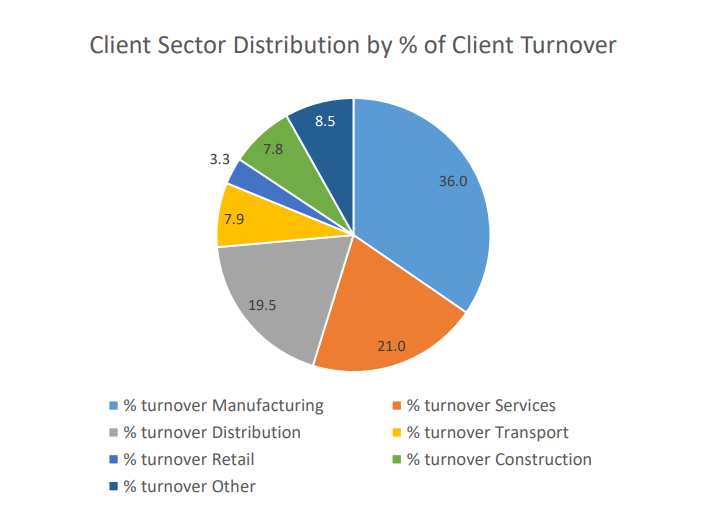 Client Sector Distribution by % of Client Turnover
8.5
7.8
3.3
36.0
7.9
19.5
21.0
% turnover Manufacturing
% turnover Services
% turnover Distribution
% turnover Transport
% turnover Retail
% turnover Construction
% turnover Other